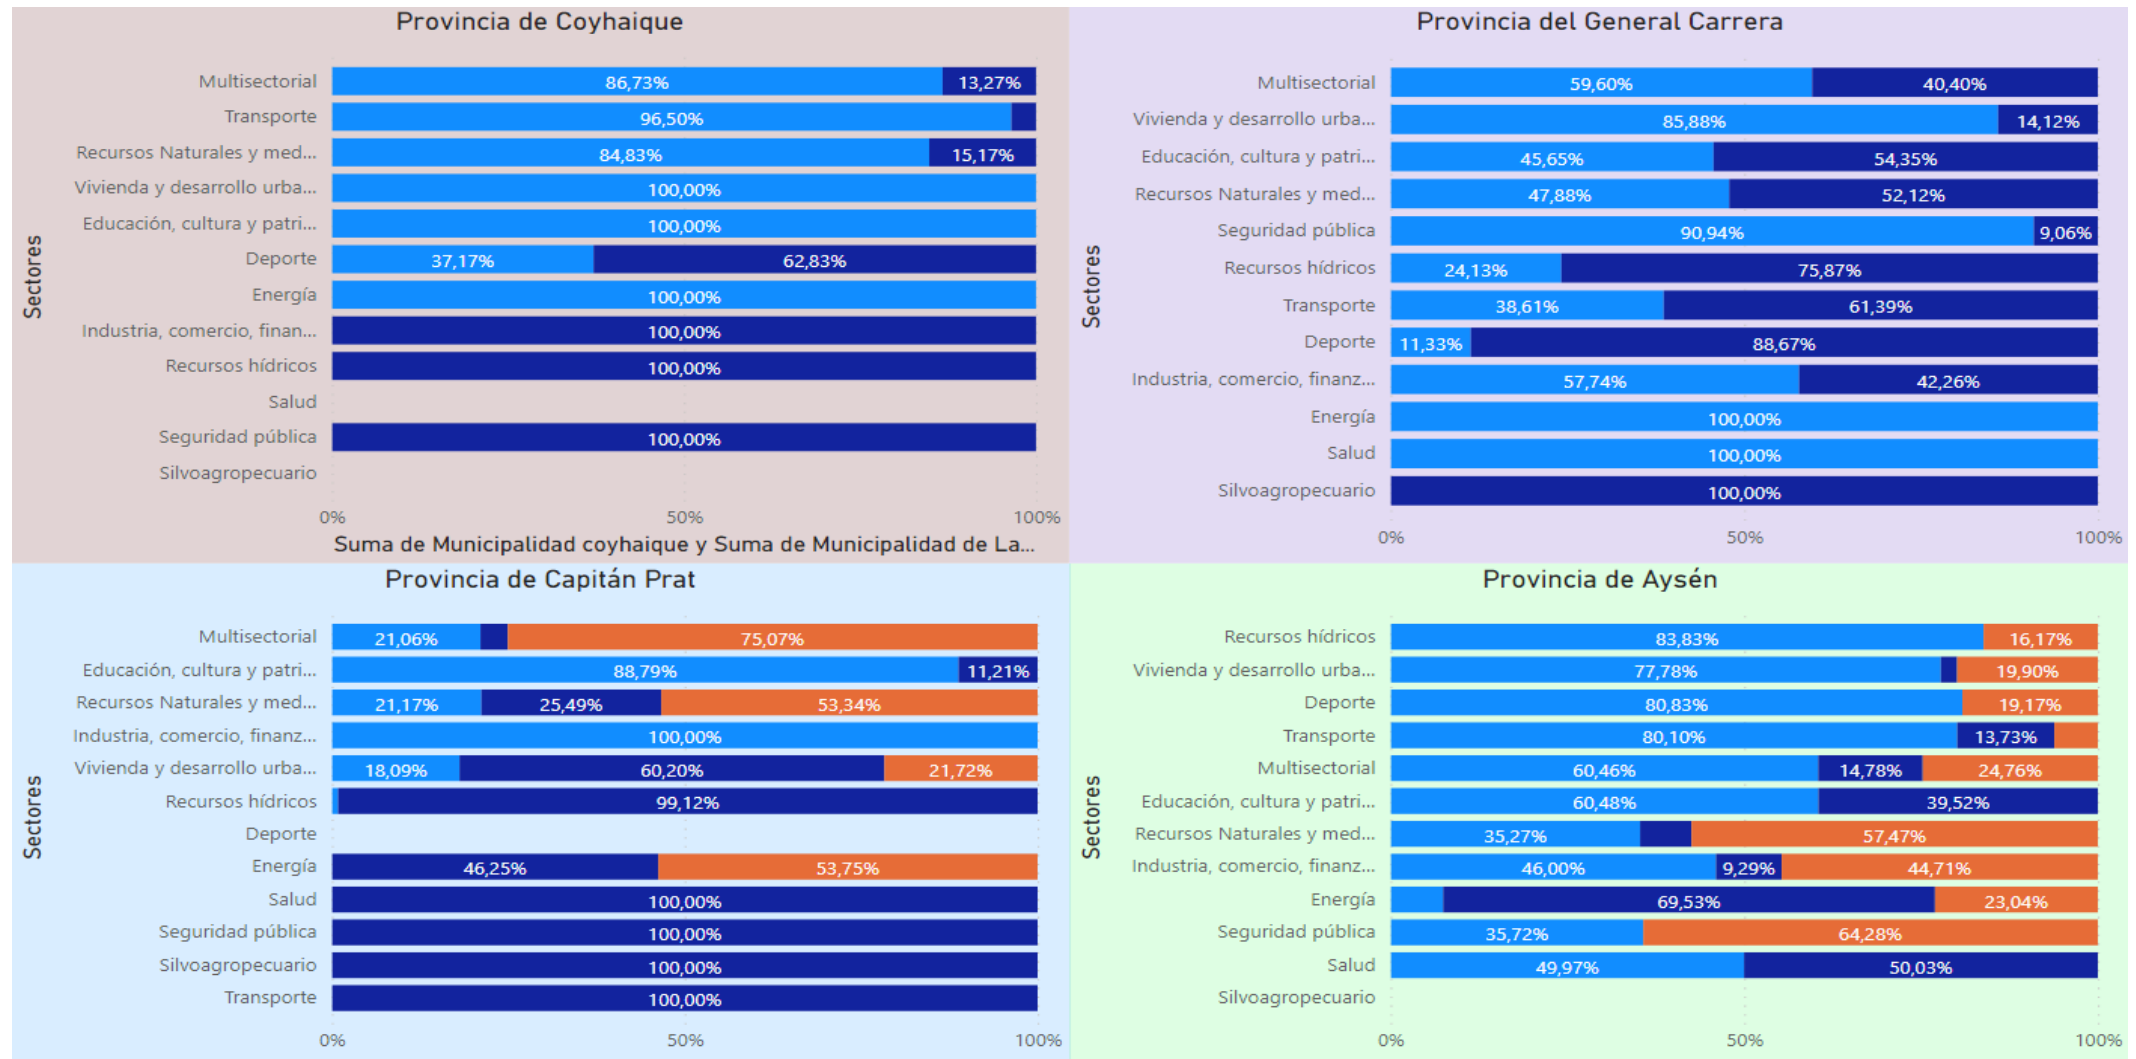 Provincia de Coyhaique
Sectores
Multisectorial 86,73% 13,27%
Transporte 96,50%
Recursos Naturales y med... 84,83% 15,17%
Vivienda y desarrollo urba... 100,00%
Educación, cultura y patri... 100,00%
Deporte 37,17% 62,83%
Energía 100,00%
Industria, comercio, finan... 100,00%
Recursos hídricos 100,00%
Salud
Seguridad pública 100,00%
Silvoagropecuario
0% 50% 100%
Suma de Municipalidad coyhaique y Suma de Municipalidad de La...
Provincia del General Carrera
Sectores
Multisectorial 59,60% 40,40%
Vivienda y desarrollo urba... 85,88% 14,12%
Educación, cultura y patri... 45,65% 54,35%
Recursos Naturales y med... 47,88% 52,12%
Seguridad pública 90,94% 9,06%
Recursos hídricos 24,13% 75,87%
Transporte 38,61% 61,39%
Deporte 11,33% 88,67%
Industria, comercio, finanz... 57,74% 42,26%
Energía 100,00%
Salud 100,00%
Silvoagropecuario 100,00%
0% 50% 100%
Provincia de Capitán Prat
Sectores
Multisectorial 21,06% 75,07%
Educación, cultura y patri... 88,79% 11,21%
Recursos Naturales y med... 21,17% 25,49% 53,34%
Industria, comercio, finanz... 100,00%
Vivienda y desarrollo urba... 18,09% 60,20% 21,72%
Recursos hídricos 99,12%
Deporte
Energía 46,25% 53,75%
Salud 100,00%
Seguridad pública 100,00%
Silvoagropecuario 100,00%
Transporte 100,00%
0% 50% 100%
Provincia de Aysén
Sectores
Recursos hídricos 83,83% 16,17%
Vivienda y desarrollo urba... 77,78% 19,90%
Deporte 80,83% 19,17%
Transporte 80,10% 13,73%
Multisectorial 60,46% 14,78% 24,76%
Educación, cultura y patri... 60,48% 39,52%
Recursos Naturales y med... 35,27% 57,47%
Industria, comercio, finanz... 46,00% 9,29% 44,71%
Energía 69,53% 23,04%
Seguridad pública 35,72% 64,28%
Salud 49,97% 50,03%
Silvoagropecuario
0% 50% 100%